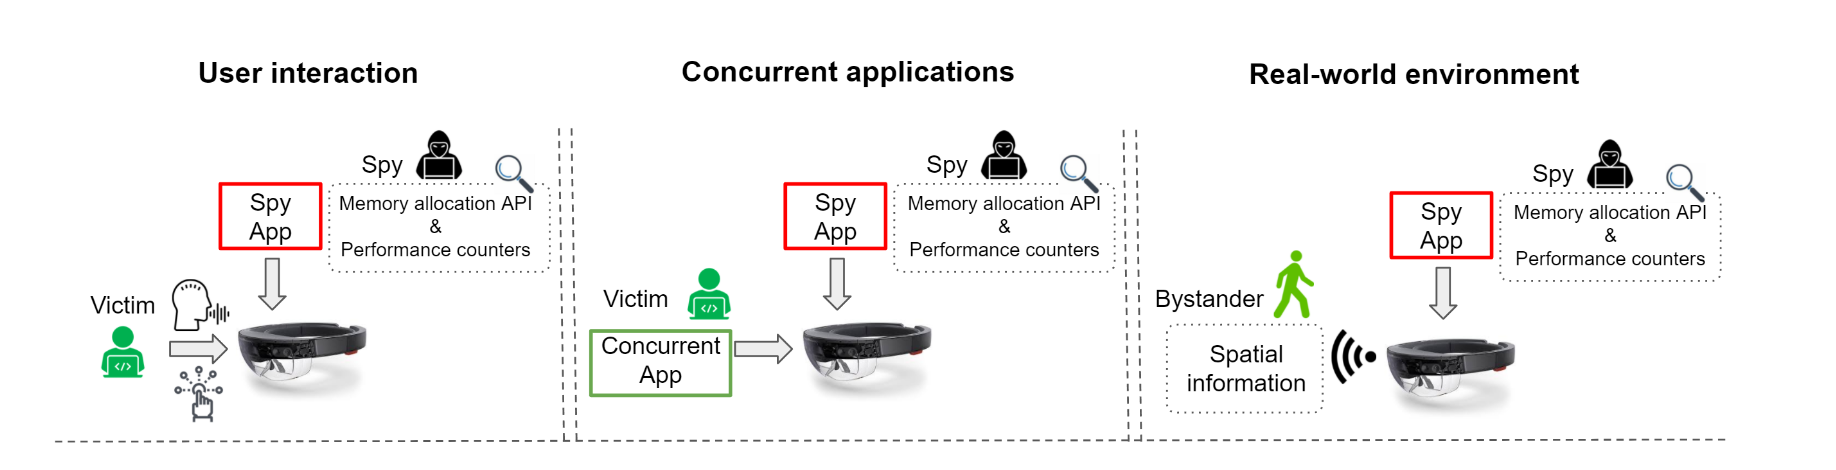 User interaction
Spy
Spy
App
Memory allocation API
&
Performance counters
Victim
</>
Concurrent applications
Spy
Spy
App
Memory allocation API
&
Performance counters
Victim
</>
Concurrent
App
Real-world environment
Spy
Spy
App
Memory allocation API
&
Performance counters
Bystander
Spatial
information